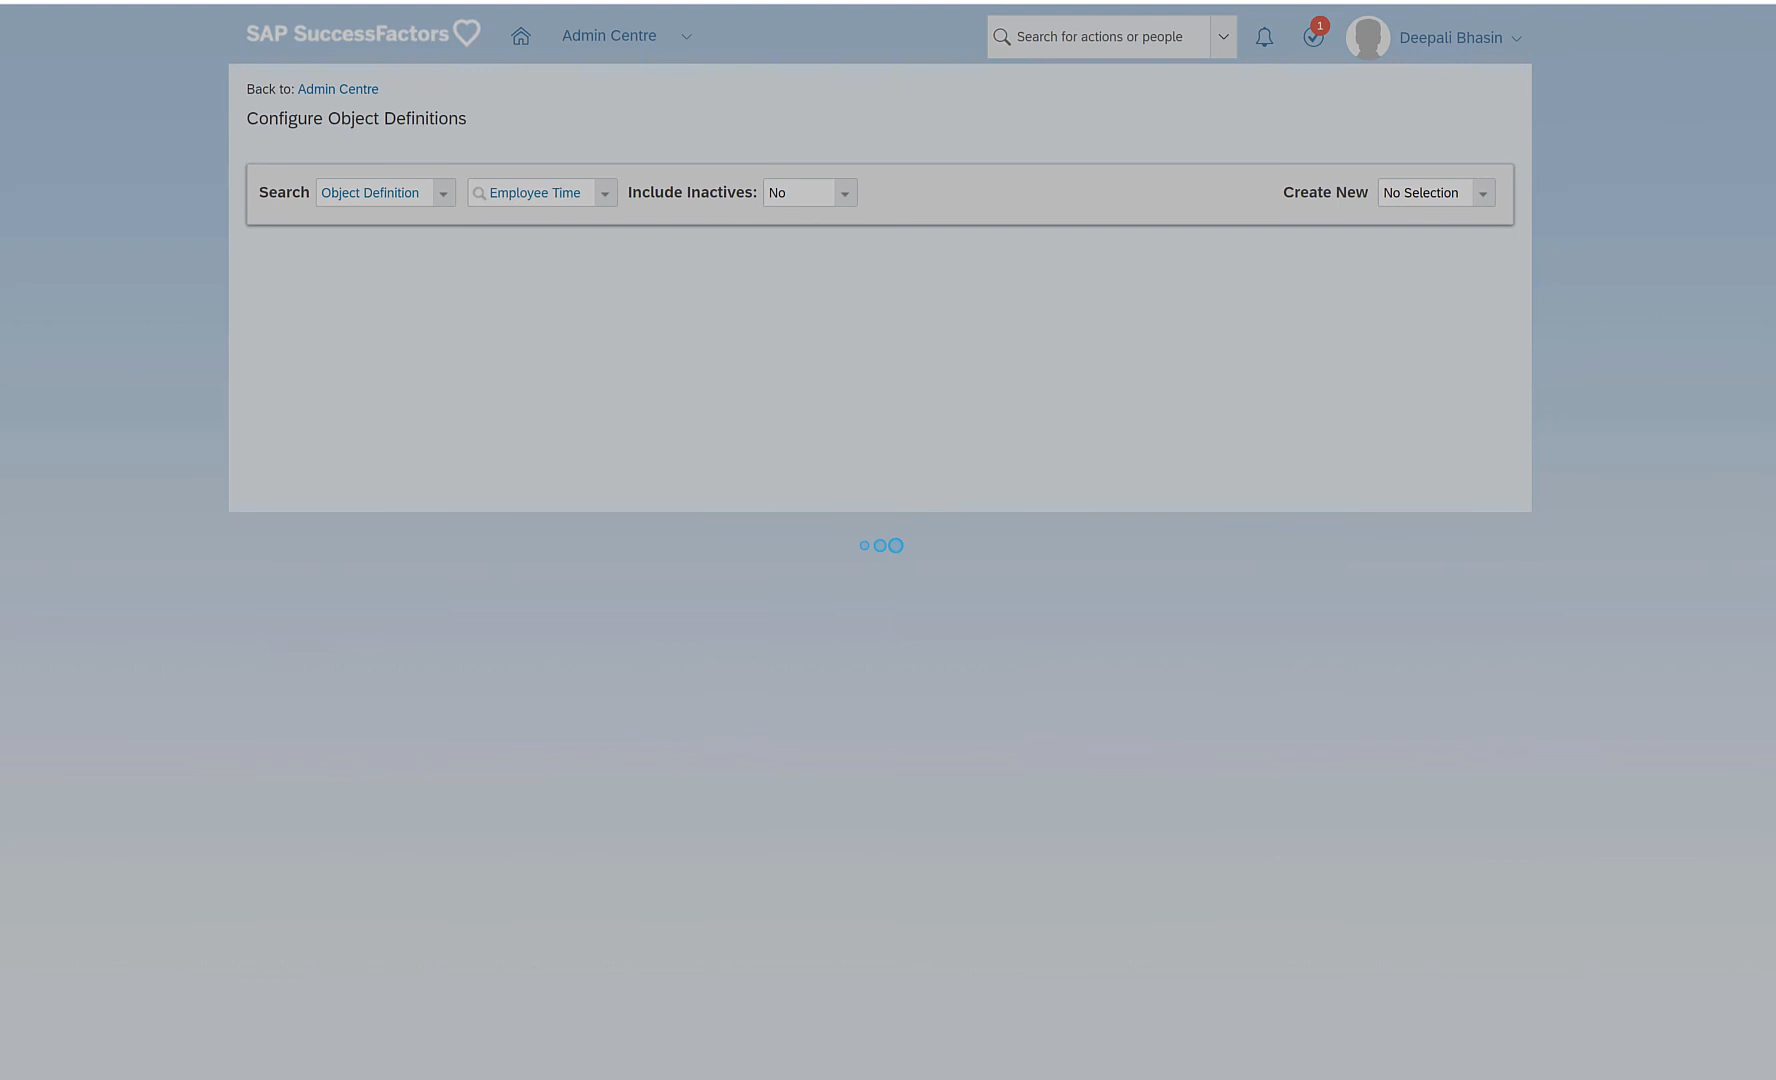 SAP SuccessFactors Admin Centre Search for actions or people 1 Deepali Bhasin
Back to: Admin Centre
Configure Object Definitions
Search Object Definition Employee Time Include Inactives: No Create New No Selection